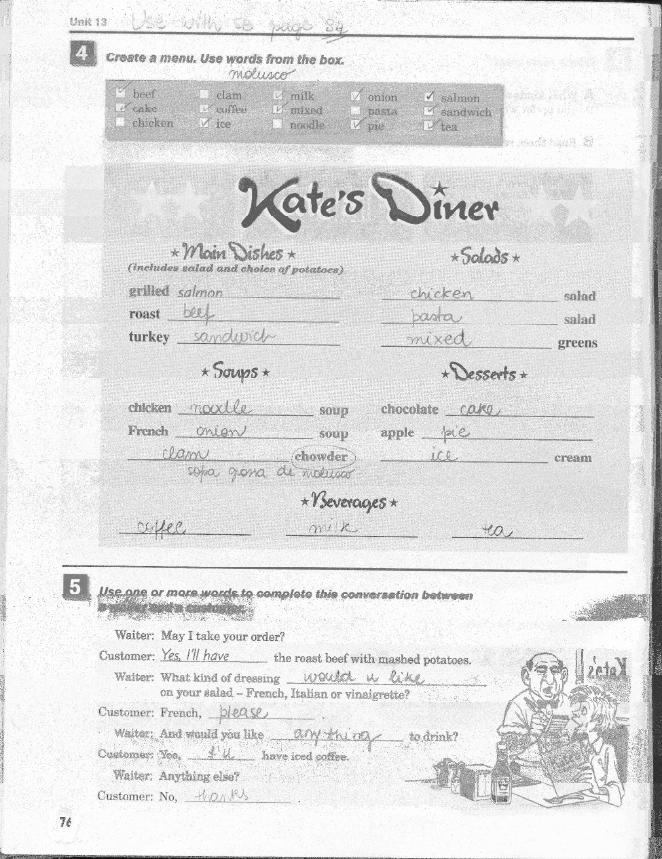 Unit 13 Use with SB page 84
4 Create a menu. Use words from the box.
molusco
beef clam milk onion salmon
cake coffee mixed pasta sandwich
chicken ice noodle pie tea
Kate's Diner
Main Dishes Salads
(includes salad and choice of potatoes)
grilled salmon chicken salad
roast beef pasta salad
turkey sandwich mixed greens
Soups Desserts
chicken noodle soup chocolate cake
French onion soup apple pie
clam chowder ice cream
sopa de molusco
Beverages
coffee milk tea
5 Use one or more words to complete this conversation between
a waiter and a customer.
Waiter: May I take your order?
Customer: Yes, I'll have the roast beef with mashed potatoes.
Waiter: What kind of dressing would u like
on your salad – French, Italian or vinaigrette?
Customer: French, please.
Waiter: And would you like anything to drink?
Customer: Yes, I'll have iced coffee.
Waiter: Anything else?
Customer: No, thanks
Kate's
76